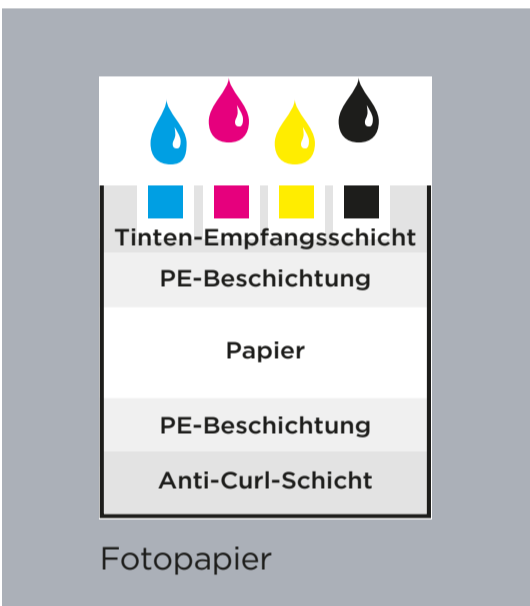 Tinten-Empfangsschicht
PE-Beschichtung
Papier
PE-Beschichtung
Anti-Curl-Schicht
Fotopapier